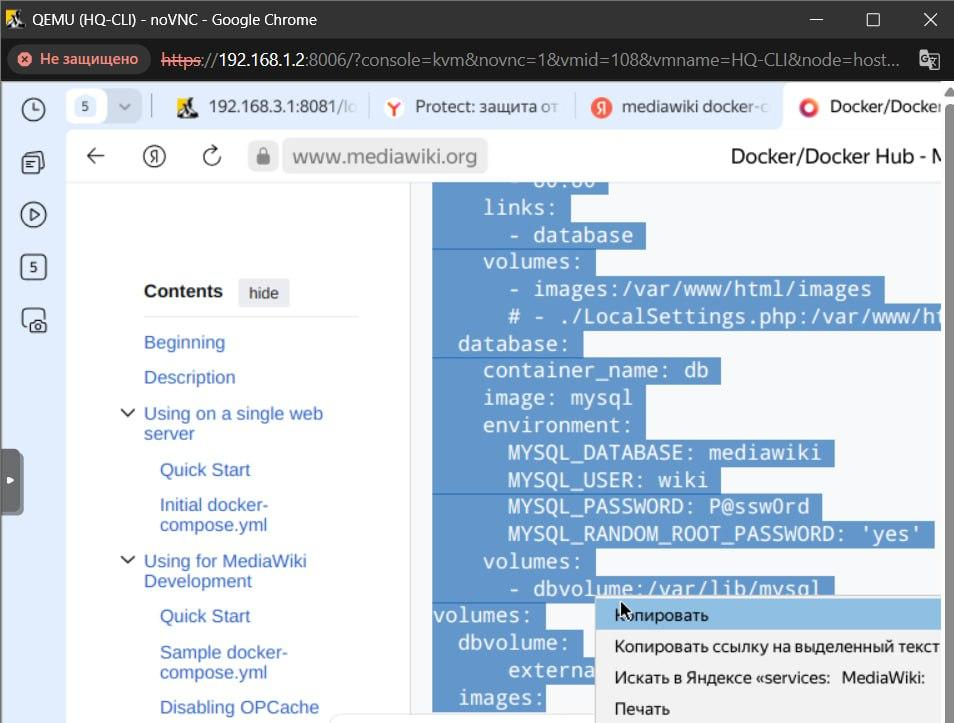 QEMU (HQ-CLI) - noVNC - Google Chrome
Не защищено https://192.168.1.2:8006/?console=kvm&novnc=1&vmid=108&vmname=HQ-CLI&node=host...
5 192.168.3.1:8081/lo Protect: защита от mediawiki docker-c Docker/Docker
www.mediawiki.org Docker/Docker Hub - M
- 80:80
links:
- database
volumes:
- images:/var/www/html/images
# - ./LocalSettings.php:/var/www/ht
database:
container_name: db
image: mysql
environment:
MYSQL_DATABASE: mediawiki
MYSQL_USER: wiki
MYSQL_PASSWORD: P@ssw0rd
MYSQL_RANDOM_ROOT_PASSWORD: 'yes'
volumes:
- dbvolume:/var/lib/mysql
volumes:
dbvolume:
externa
images:
5
Contents hide
Beginning
Description
Using on a single web
server
Quick Start
Initial docker-
compose.yml
Using for MediaWiki
Development
Quick Start
Sample docker-
compose.yml
Disabling OPCache
Копировать
Копировать ссылку на выделенный текст
Искать в Яндексе «services: MediaWiki:
Печать